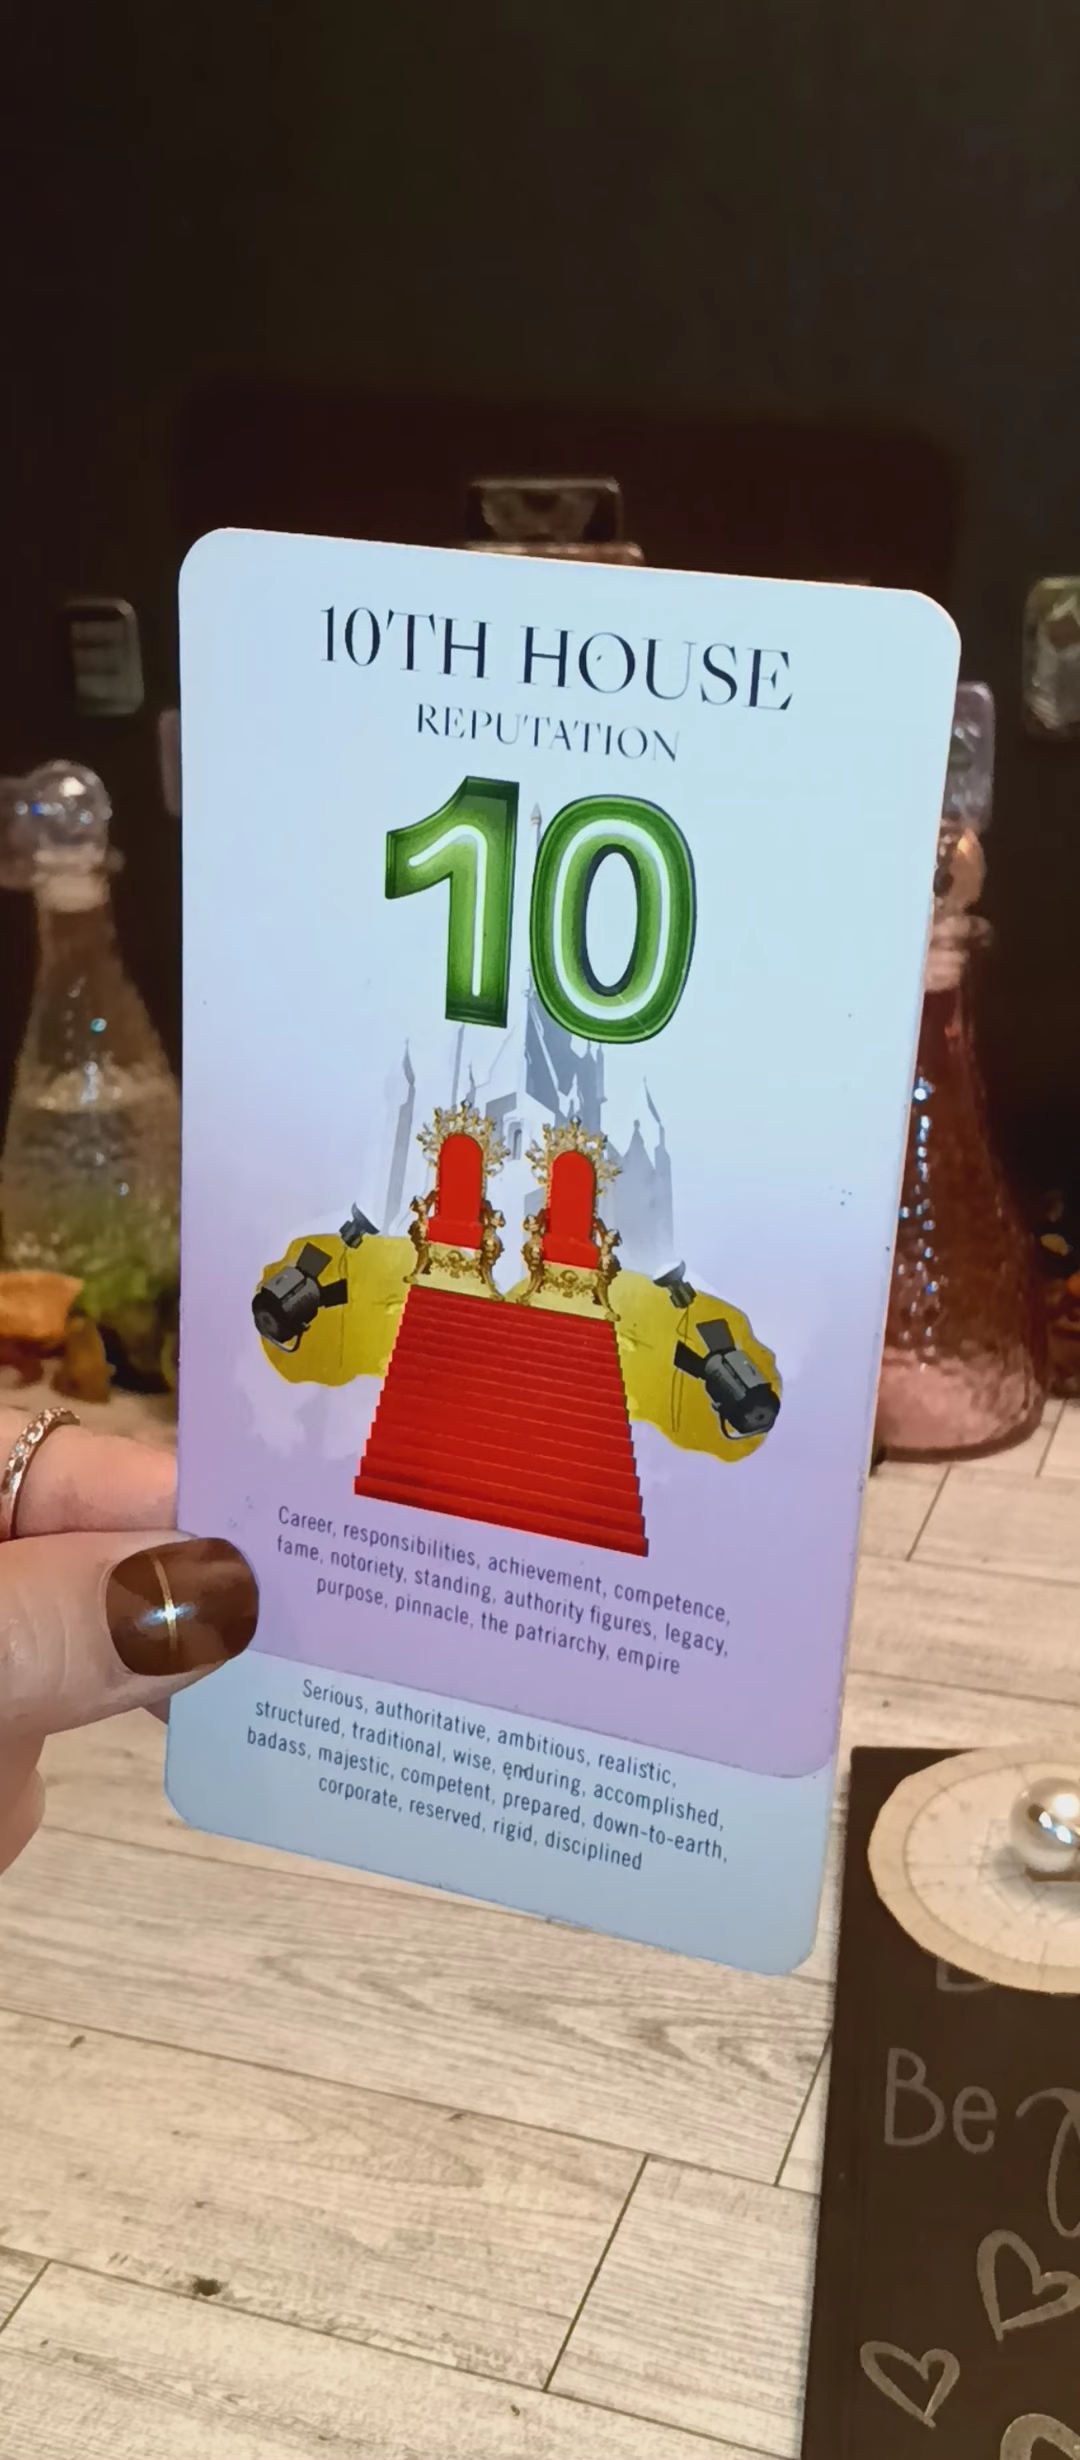 10TH HOUSE
REPUTATION
10
Career, responsibilities, achievement, competence,
fame, notoriety, standing, authority figures, legacy,
purpose, pinnacle, the patriarchy, empire
Serious, authoritative, ambitious, realistic,
structured, traditional, wise, enduring, accomplished,
badass, majestic, competent, prepared, down-to-earth,
corporate, reserved, rigid, disciplined
Be